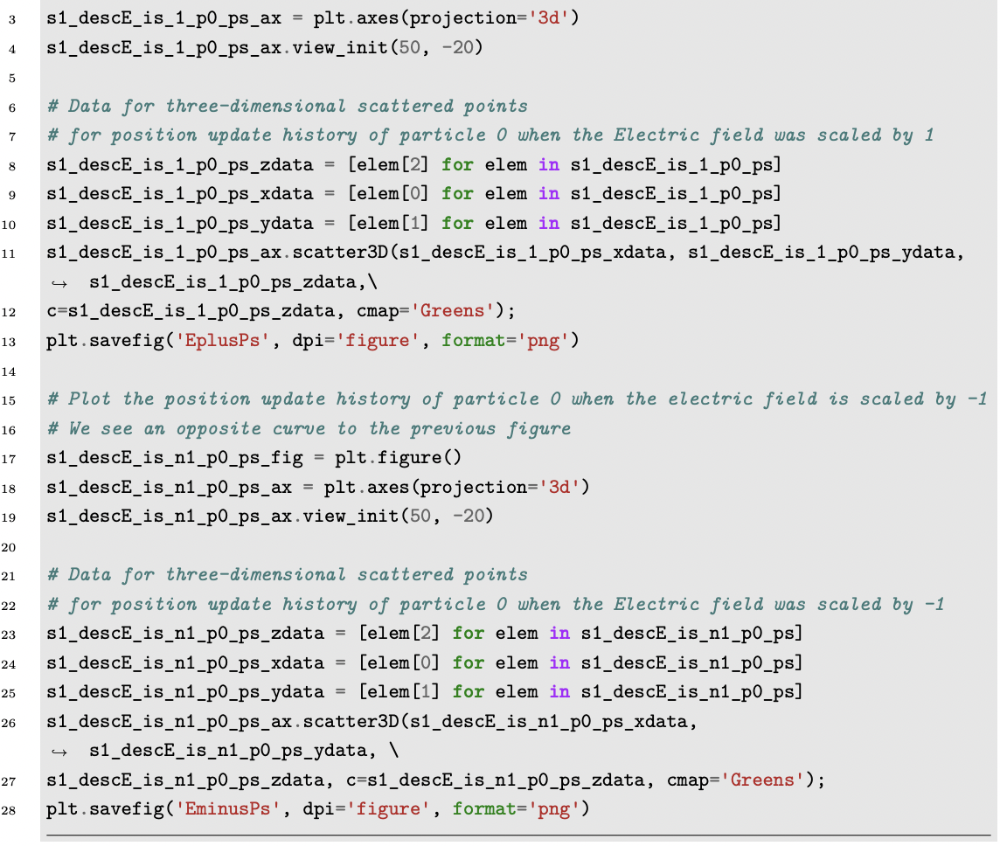 3 s1_descE_is_1_p0_ps_ax = plt.axes(projection='3d')
4 s1_descE_is_1_p0_ps_ax.view_init(50, -20)
5
6 # Data for three-dimensional scattered points
7 # for position update history of particle 0 when the Electric field was scaled by 1
8 s1_descE_is_1_p0_ps_zdata = [elem[2] for elem in s1_descE_is_1_p0_ps]
9 s1_descE_is_1_p0_ps_xdata = [elem[0] for elem in s1_descE_is_1_p0_ps]
10 s1_descE_is_1_p0_ps_ydata = [elem[1] for elem in s1_descE_is_1_p0_ps]
11 s1_descE_is_1_p0_ps_ax.scatter3D(s1_descE_is_1_p0_ps_xdata, s1_descE_is_1_p0_ps_ydata,
↪ s1_descE_is_1_p0_ps_zdata,\
12 c=s1_descE_is_1_p0_ps_zdata, cmap='Greens');
13 plt.savefig('EplusPs', dpi='figure', format='png')
14
15 # Plot the position update history of particle 0 when the electric field is scaled by -1
16 # We see an opposite curve to the previous figure
17 s1_descE_is_n1_p0_ps_fig = plt.figure()
18 s1_descE_is_n1_p0_ps_ax = plt.axes(projection='3d')
19 s1_descE_is_n1_p0_ps_ax.view_init(50, -20)
20
21 # Data for three-dimensional scattered points
22 # for position update history of particle 0 when the Electric field was scaled by -1
23 s1_descE_is_n1_p0_ps_zdata = [elem[2] for elem in s1_descE_is_n1_p0_ps]
24 s1_descE_is_n1_p0_ps_xdata = [elem[0] for elem in s1_descE_is_n1_p0_ps]
25 s1_descE_is_n1_p0_ps_ydata = [elem[1] for elem in s1_descE_is_n1_p0_ps]
26 s1_descE_is_n1_p0_ps_ax.scatter3D(s1_descE_is_n1_p0_ps_xdata,
↪ s1_descE_is_n1_p0_ps_ydata, \
27 s1_descE_is_n1_p0_ps_zdata, c=s1_descE_is_n1_p0_ps_zdata, cmap='Greens');
28 plt.savefig('EminusPs', dpi='figure', format='png')